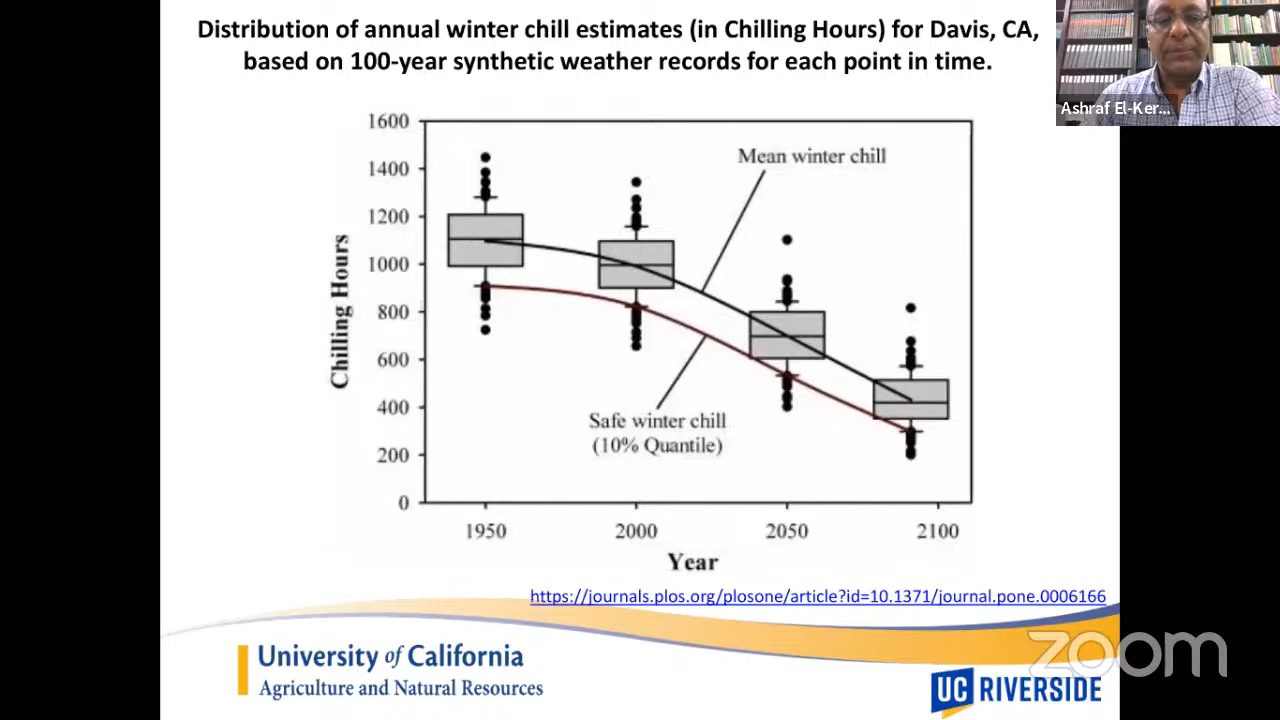 Distribution of annual winter chill estimates (in Chilling Hours) for Davis, CA,
based on 100-year synthetic weather records for each point in time.
Ashraf El-Ker...
1600
1400
1200
1000
800
600
400
200
0
Chilling Hours
Mean winter chill
Safe winter chill
(10% Quantile)
1950
2000
2050
2100
Year
https://journals.plos.org/plosone/article?id=10.1371/journal.pone.0006166
zoom
University of California
Agriculture and Natural Resources
UC RIVERSIDE